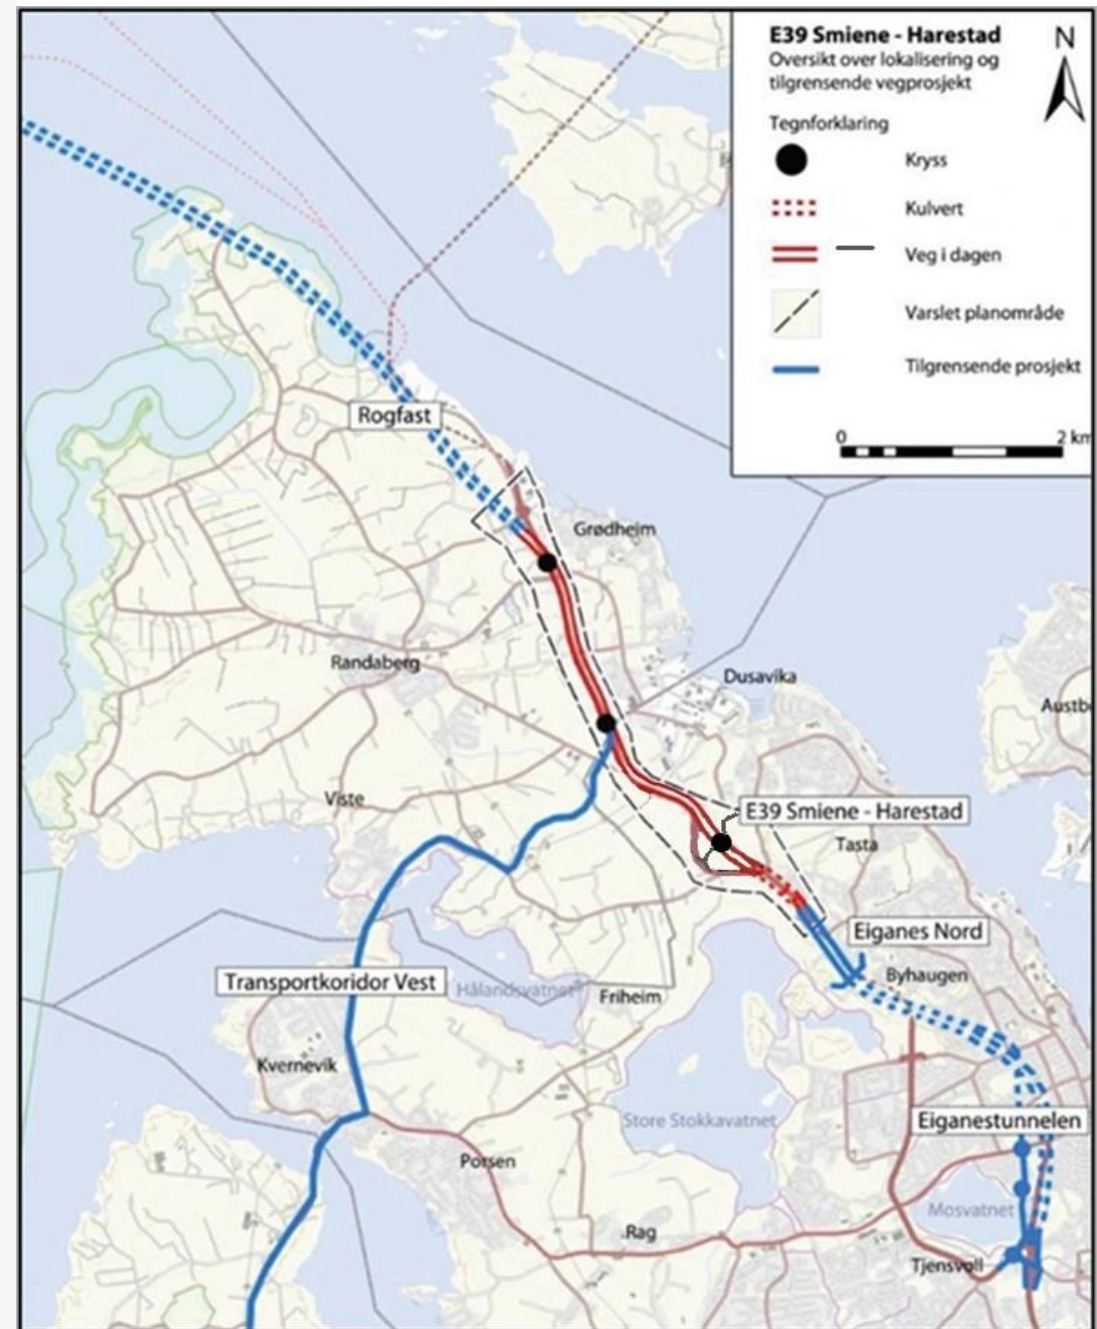 E39 Smiene - Harestad
Oversikt over lokalisering og
tilgrensende vegprosjekt
N
Tegnforklaring
Kryss
Kulvert
Veg i dagen
Varslet planområde
Tilgrensende prosjekt
0
2 km
Rogfast
Grødheim
Randaberg
Dusavika
Viste
E39 Smiene - Harestad
Tasta
Eiganes Nord
Byhaugen
Transportkoridor Vest
Hålandsvatnet
Friheim
Kvernevik
Store Stokkavatnet
Eiganestunnelen
Porsen
Mosvatnet
Rag
Tjensvoll